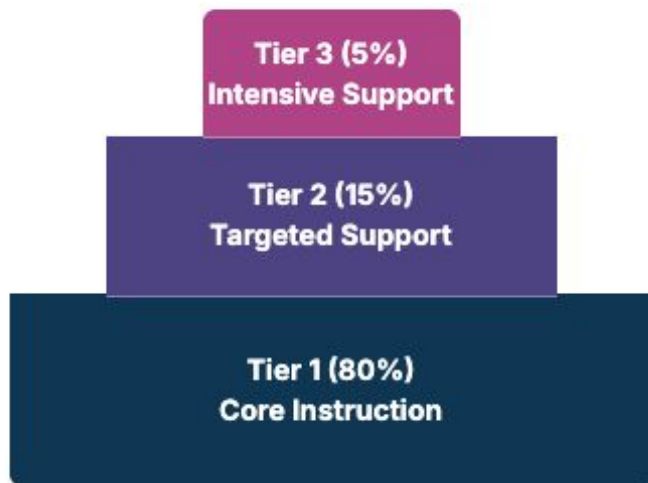 Tier 3 (5%)
Intensive Support
Tier 2 (15%)
Targeted Support
Tier 1 (80%)
Core Instruction